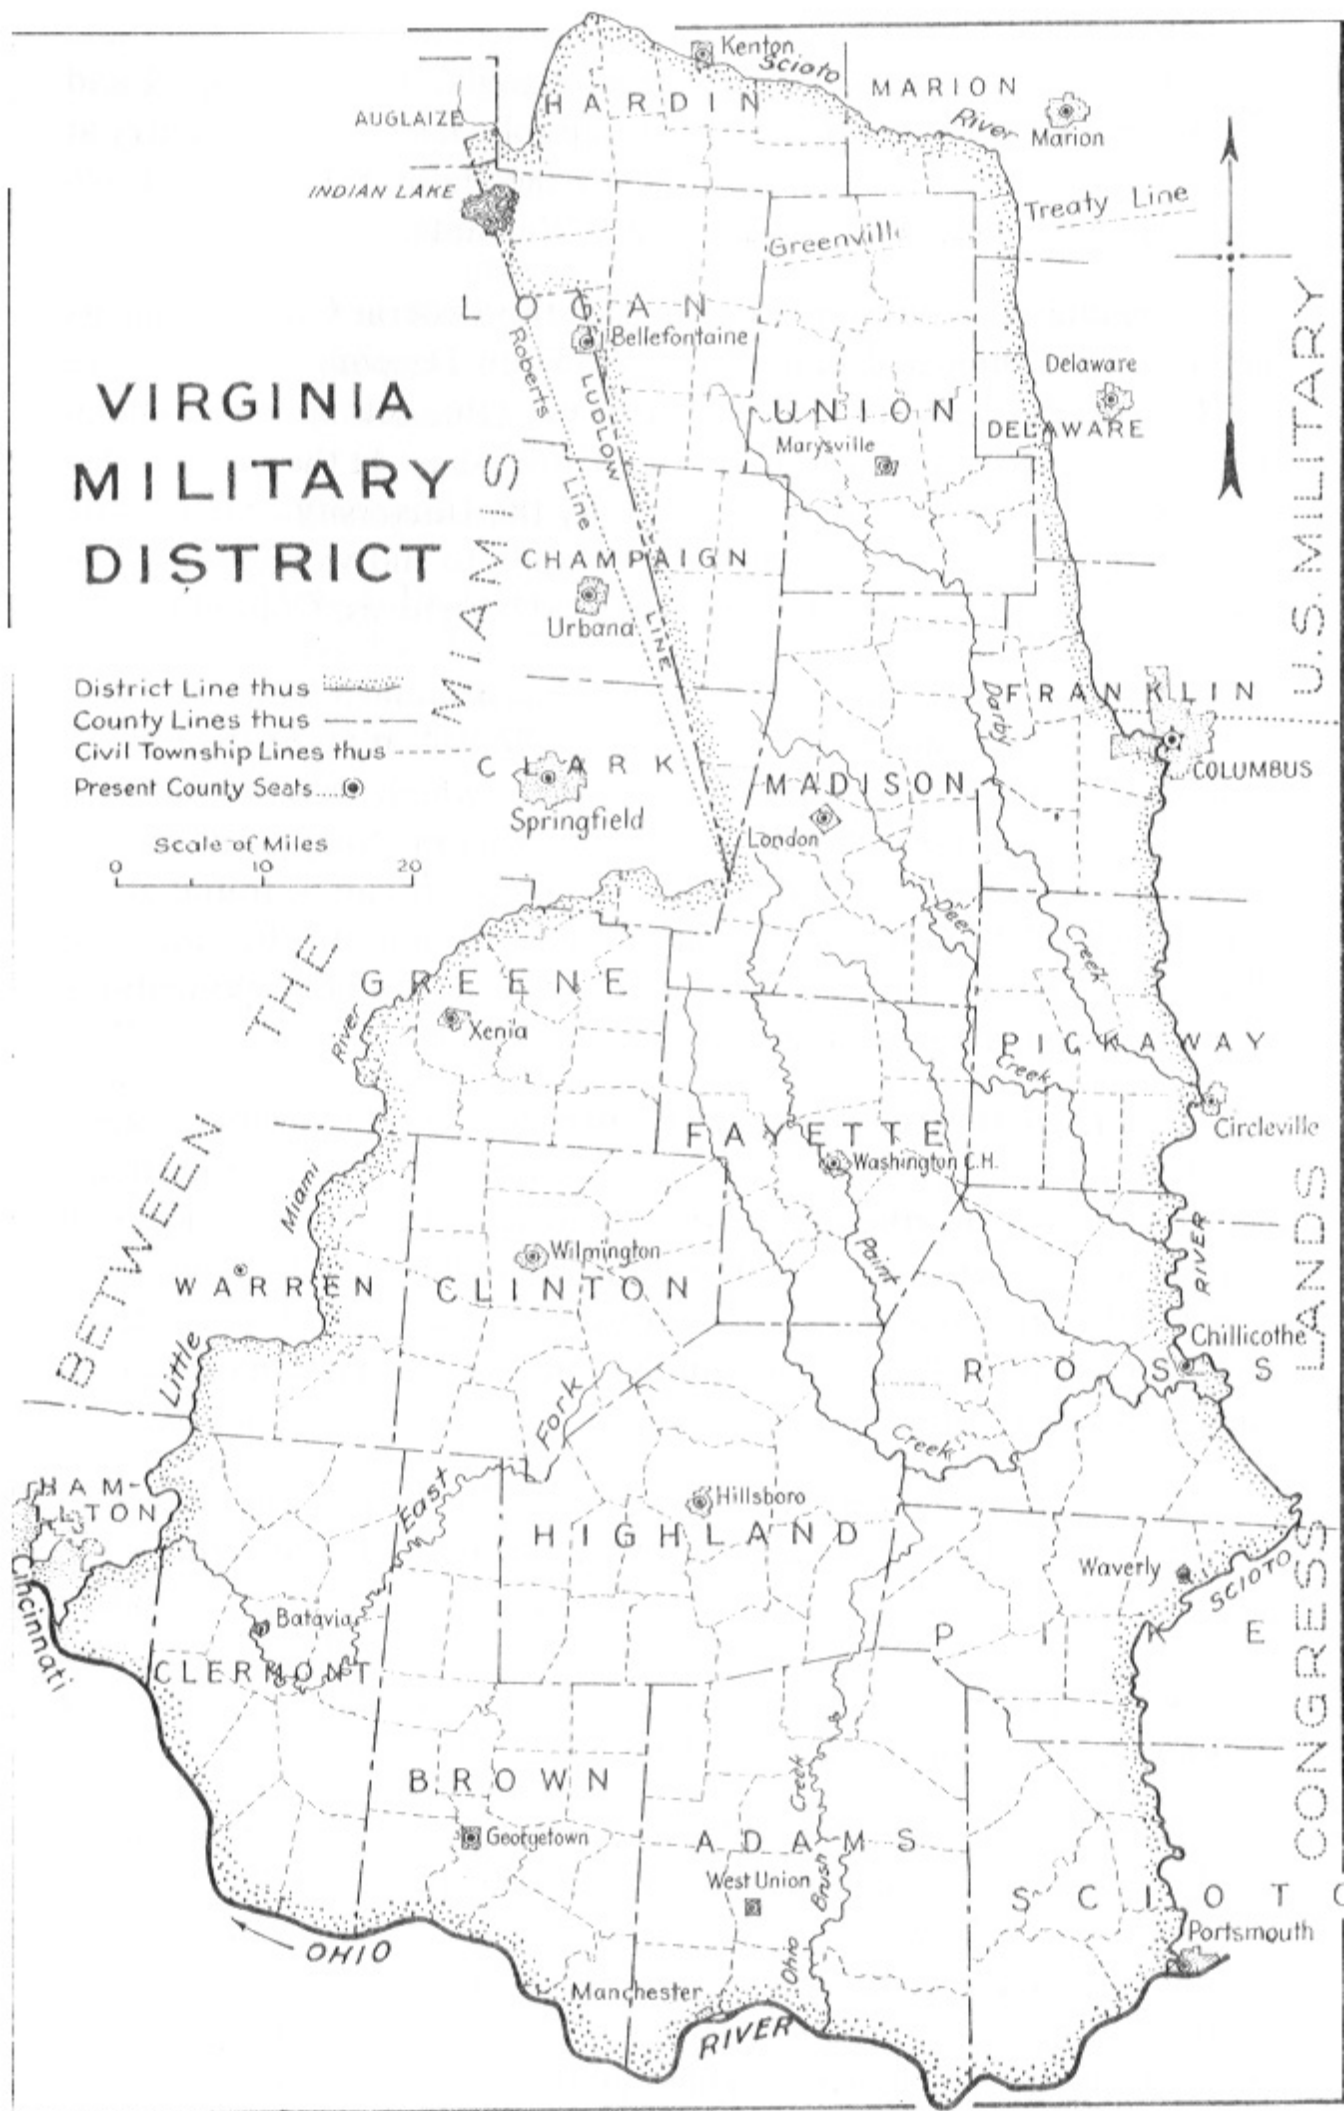 Kenton
Scioto
MARION
HARDIN
AUGLAIZE
River
Marion
INDIAN LAKE
Treaty Line
Greenville
LOGAN
Bellefontaine
Roberts Line
LUDLOW LINE
Delaware
UNION
DELAWARE
Marysville
U.S. MILITARY
VIRGINIA
MILITARY
DISTRICT
MIAMIS
CHAMPAIGN
Urbana
District Line thus
County Lines thus
Civil Township Lines thus
Present County Seats....
FRANKLIN
Darby
CLARK
MADISON
COLUMBUS
Springfield
London
Scale of Miles
0 10 20
Deer
Creek
THE
GREENE
River
Xenia
PICKAWAY
Creek
Circleville
FAYETTE
Washington C.H.
BETWEEN
Miami
Wilmington
Paint
RIVER
WARREN
CLINTON
LANDS
Chillicothe
Little
ROSS
Fork
Creek
HAM-
ILTON
East
Hillsboro
HIGHLAND
Waverly
SCIOTO
Cincinnati
Batavia
PIKE
CLERMONT
CONGRESS
BROWN
Creek
Georgetown
ADAMS
West Union
Brush
SCIOTO
Portsmouth
OHIO
Ohio
Manchester
RIVER